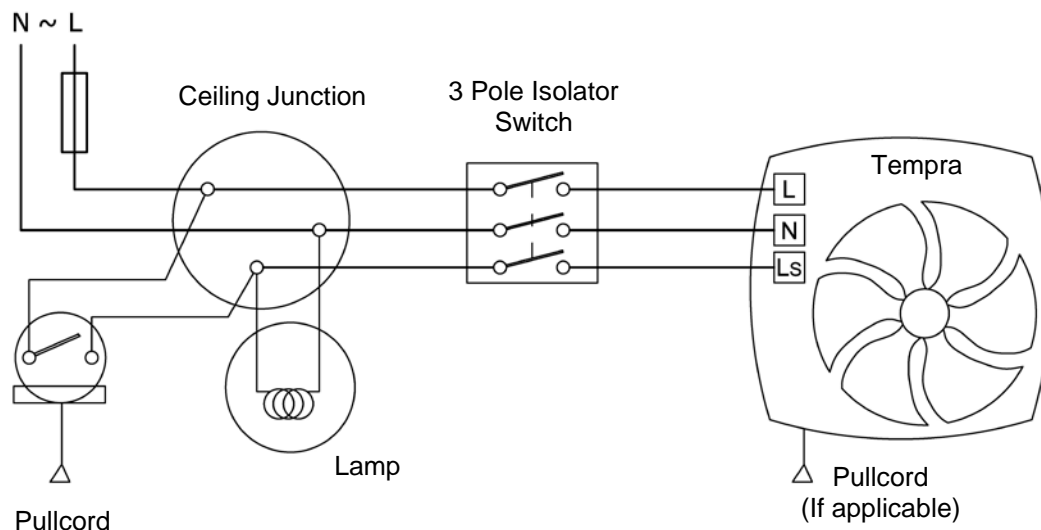 N ~ L
Ceiling Junction
3 Pole Isolator
Switch
Tempra
L
N
Ls
Lamp
Pullcord
Pullcord
(If applicable)